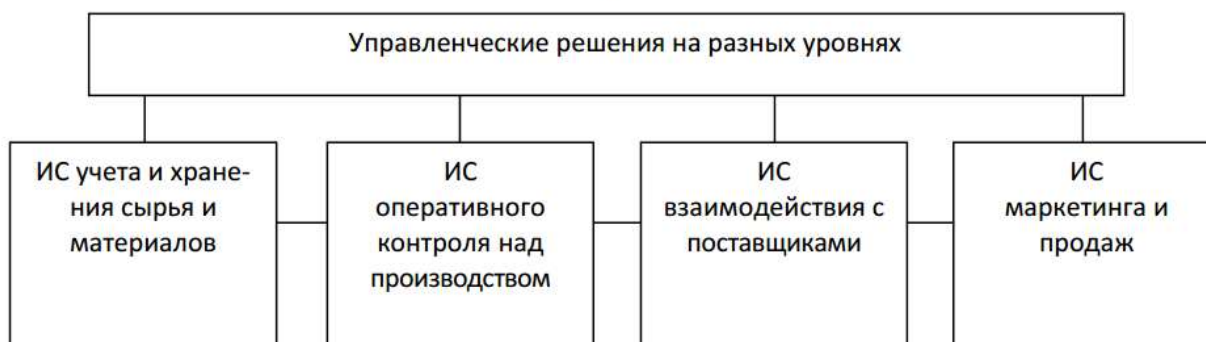 Управленческие решения на разных уровнях
ИС учета и хране-
ния сырья и
материалов
ИС
оперативного
контроля над
производством
ИС
взаимодействия с
поставщиками
ИС
маркетинга и
продаж